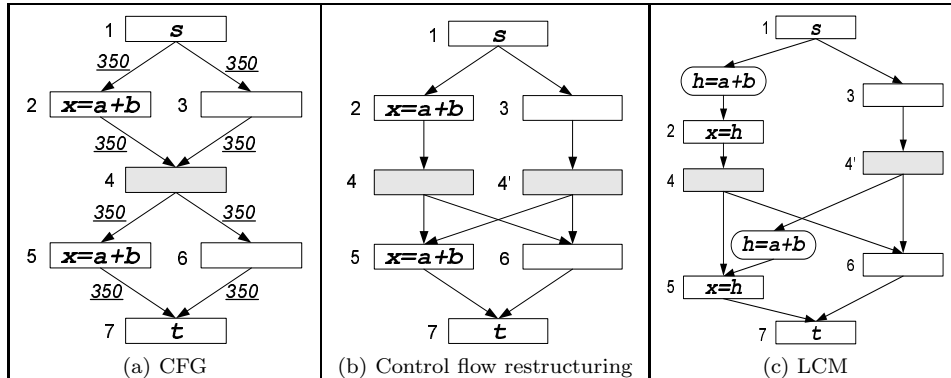 1 s
350 350
2 x=a+b 3
350 350
4
350 350
5 x=a+b 6
350 350
7 t
(a) CFG
1 s
2 x=a+b 3
4 4'
5 x=a+b 6
7 t
(b) Control flow restructuring
1 s
h=a+b
3
2 x=h
4 4'
h=a+b
6
5 x=h
7 t
(c) LCM